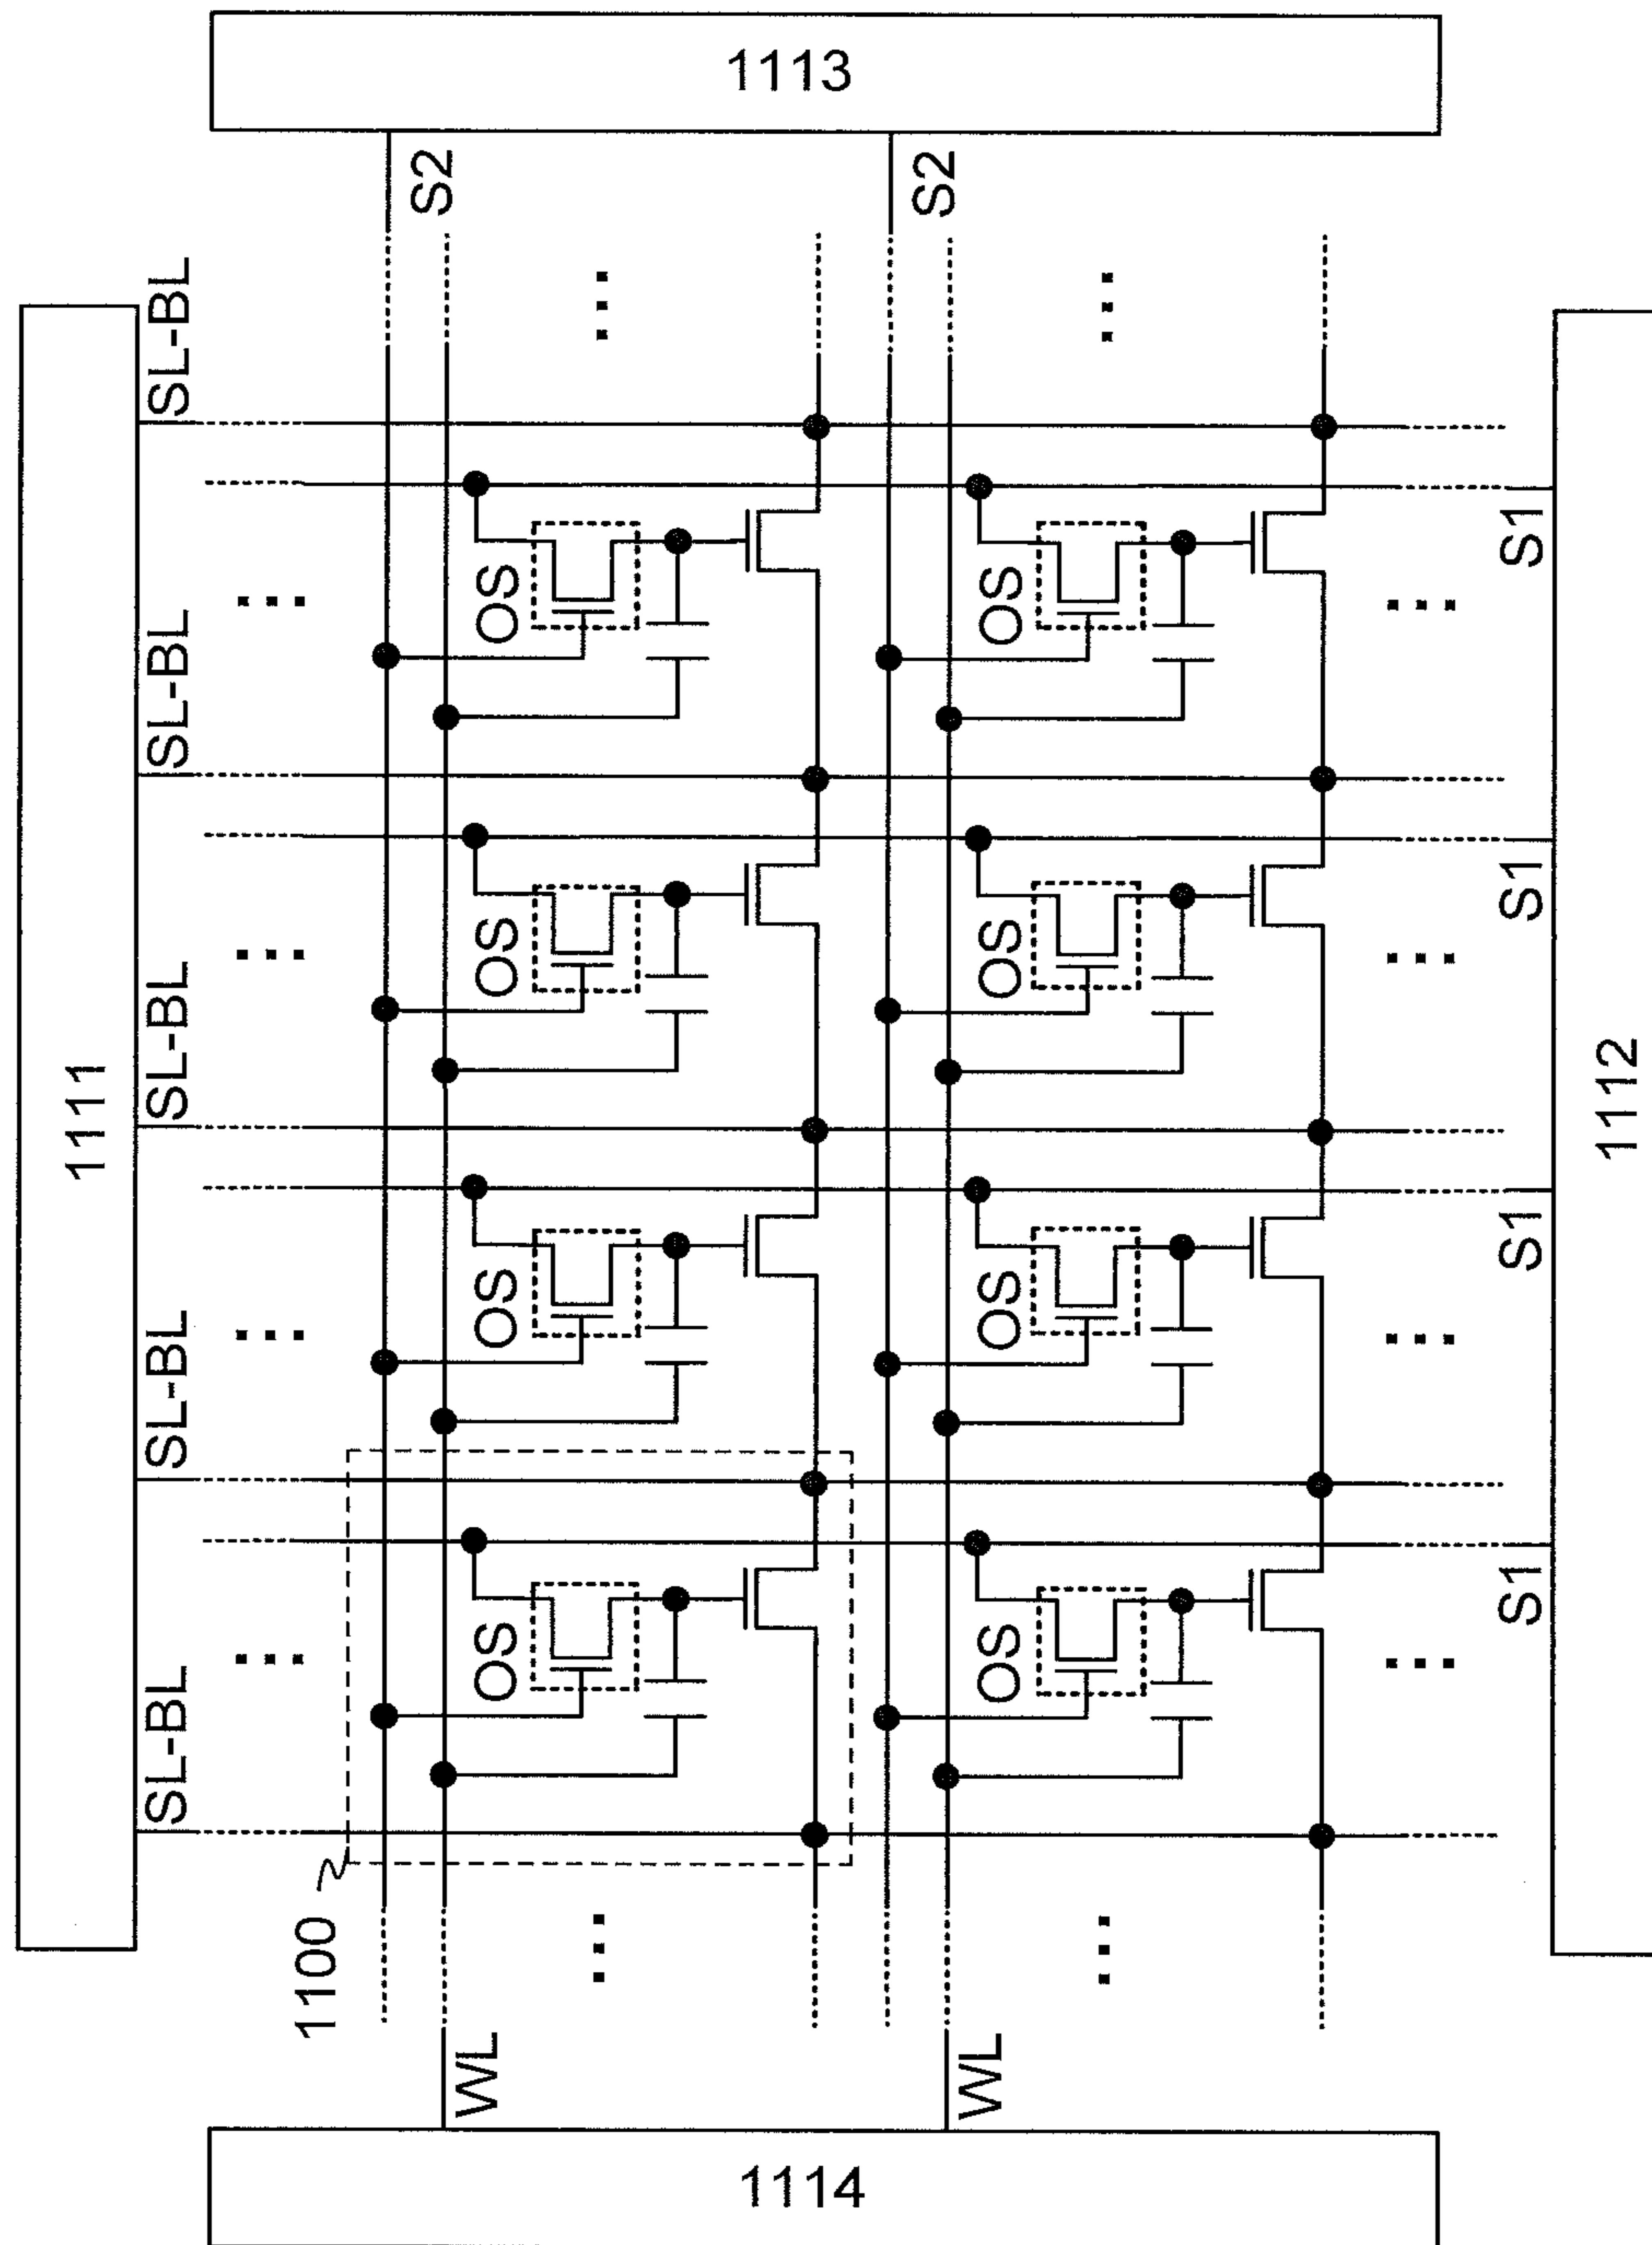 1113
S2
S2
SL-BL
SL-BL
SL-BL
SL-BL
SL-BL
1111
OS
OS
OS
OS
OS
OS
OS
OS
S1
S1
S1
S1
1112
1100
WL
WL
1114